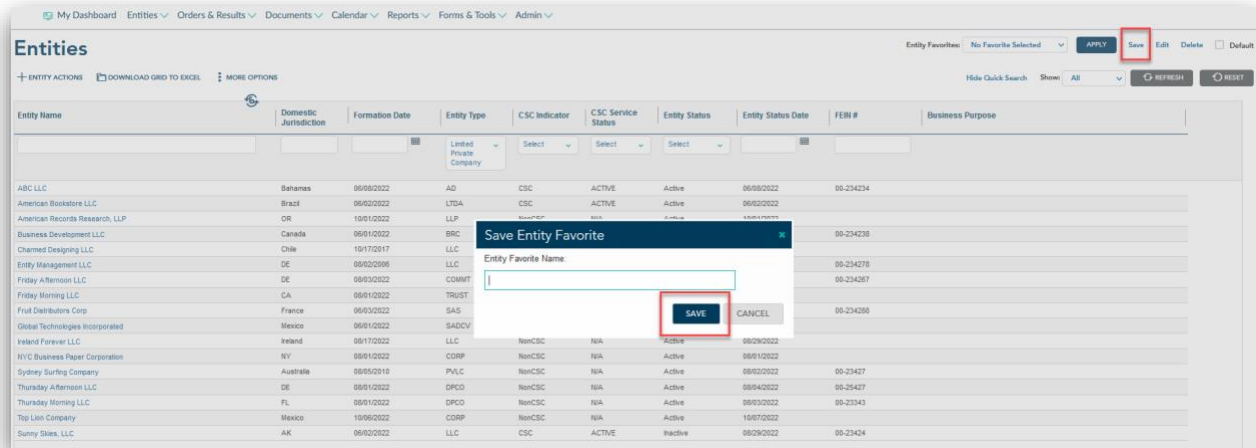 My Dashboard Entities Orders & Results Documents Calendar Reports Forms & Tools Admin
Entities
Entity Favorites: No Favorite Selected APPLY Save Edit Delete Default
ENTITY ACTIONS DOWNLOAD GRID TO EXCEL MORE OPTIONS
Hide Quick Search Show: All REFRESH RESET
Entity Name Domestic Jurisdiction Formation Date Entity Type CSC Indicator CSC Service Status Entity Status Entity Status Date FEIN # Business Purpose
Limited Private Company Select Select Select
ABC LLC Bahamas 06/08/2022 AD CSC ACTIVE Active 06/08/2022 00-234234
American Bookstore LLC Brazil 06/02/2022 LTDA CSC ACTIVE Active 06/02/2022
American Records Research, LLP OR 10/01/2022 LLP NonCSC N/A Active 10/01/2022
Business Development LLC Canada 06/01/2022 BRC 00-234238
Charmed Designing LLC Chile 10/17/2017 LLC
Entity Management LLC DE 08/02/2006 LLC 00-234278
Friday Afternoon LLC DE 08/03/2022 COMMT 00-234267
Friday Morning LLC CA 08/01/2022 TRUST
Fruit Distributors Corp France 06/03/2022 SAS 00-234288
Global Technologies Incorporated Mexico 06/01/2022 SADCV
Ireland Forever LLC Ireland 08/17/2022 LLC NonCSC N/A Active 08/29/2022
NYC Business Paper Corporation NY 08/01/2022 CORP NonCSC N/A Active 08/01/2022
Sydney Surfing Company Australia 08/05/2010 PVLC NonCSC N/A Active 08/02/2022 00-23427
Thursday Afternoon LLC DE 08/01/2022 DPCO NonCSC N/A Active 08/04/2022 00-25427
Thursday Morning LLC FL 08/01/2022 DPCO NonCSC N/A Active 08/03/2022 00-23343
Top Lion Company Mexico 10/06/2022 CORP NonCSC N/A Active 10/07/2022
Sunny Skies, LLC AK 06/02/2022 LLC CSC ACTIVE Inactive 08/29/2022 00-23424
Save Entity Favorite
Entity Favorite Name:
SAVE CANCEL